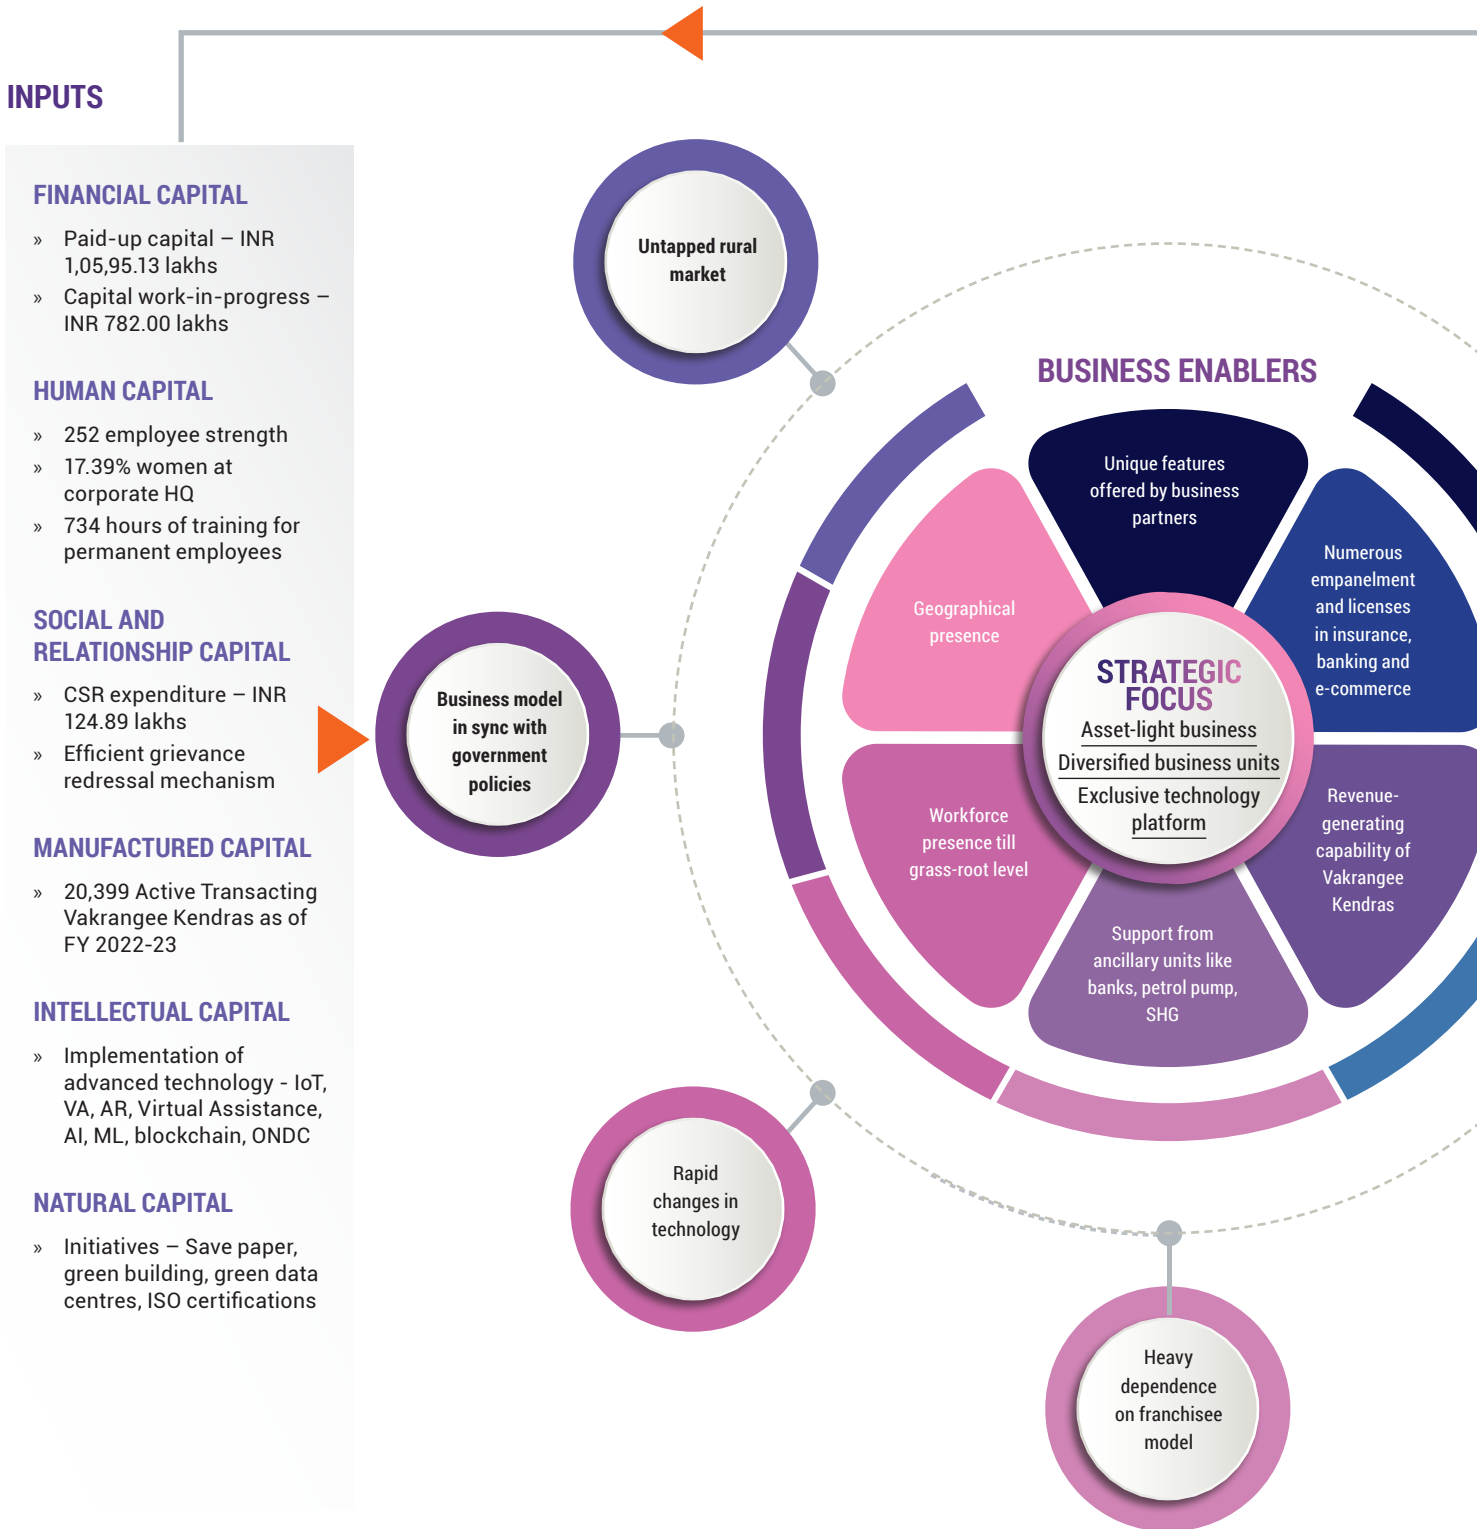 INPUTS
FINANCIAL CAPITAL
» Paid-up capital – INR
1,05,95.13 lakhs
» Capital work-in-progress –
INR 782.00 lakhs
HUMAN CAPITAL
» 252 employee strength
» 17.39% women at
corporate HQ
» 734 hours of training for
permanent employees
SOCIAL AND
RELATIONSHIP CAPITAL
» CSR expenditure – INR
124.89 lakhs
» Efficient grievance
redressal mechanism
MANUFACTURED CAPITAL
» 20,399 Active Transacting
Vakrangee Kendras as of
FY 2022-23
INTELLECTUAL CAPITAL
» Implementation of
advanced technology - IoT,
VA, AR, Virtual Assistance,
AI, ML, blockchain, ONDC
NATURAL CAPITAL
» Initiatives – Save paper,
green building, green data
centres, ISO certifications
Untapped rural
market
Business model
in sync with
government
policies
Rapid
changes in
technology
Heavy
dependence
on franchisee
model
BUSINESS ENABLERS
Unique features
offered by business
partners
Numerous
empanelment
and licenses
in insurance,
banking and
e-commerce
Revenue-
generating
capability of
Vakrangee
Kendras
Support from
ancillary units like
banks, petrol pump,
SHG
Workforce
presence till
grass-root level
Geographical
presence
STRATEGIC
FOCUS
Asset-light business
Diversified business units
Exclusive technology
platform